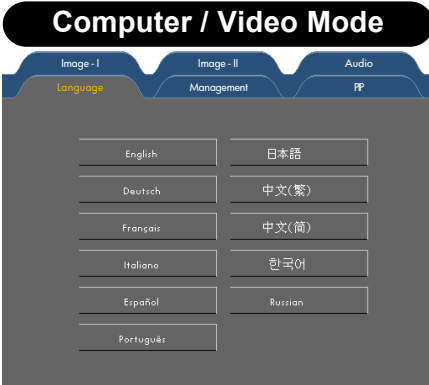 Computer / Video Mode
Image - I Image - II Audio
Language Management PIP
English 日本語
Deutsch 中文(繁)
Français 中文(简)
Italiano 한국어
Español Russian
Português